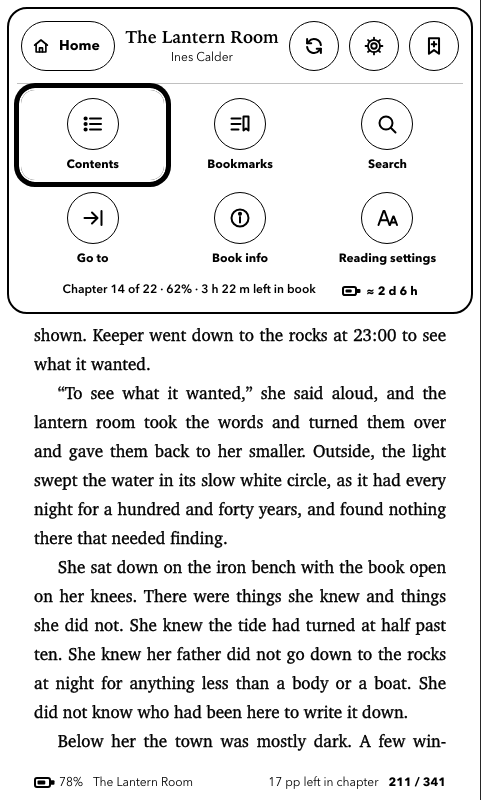 Home
The Lantern Room
Ines Calder
Contents
Bookmarks
Search
Go to
Book info
Reading settings
Chapter 14 of 22 · 62% · 3 h 22 m left in book
≈ 2 d 6 h
shown. Keeper went down to the rocks at 23:00 to see
what it wanted.
“To see what it wanted,” she said aloud, and the
lantern room took the words and turned them over
and gave them back to her smaller. Outside, the light
swept the water in its slow white circle, as it had every
night for a hundred and forty years, and found nothing
there that needed finding.
She sat down on the iron bench with the book open
on her knees. There were things she knew and things
she did not. She knew the tide had turned at half past
ten. She knew her father did not go down to the rocks
at night for anything less than a body or a boat. She
did not know who had been here to write it down.
Below her the town was mostly dark. A few win-
78% The Lantern Room
17 pp left in chapter 211 / 341